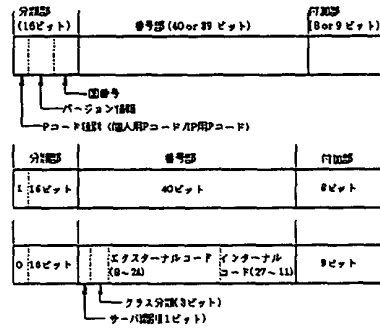 分類部 番号部(40 or 39 ビット) 付加部
(16ビット) (8 or 9 ビット)
国番号
バージョン情報
Pコード種別 (個人用Pコード/IP用Pコード)
分類部 番号部 付加部
1 16ビット 40ビット 8ビット
0 16ビット エクスターナルコード インターナル 9ビット
コード(27~11)
クラス分類(3ビット)
サーバ識別(1ビット)